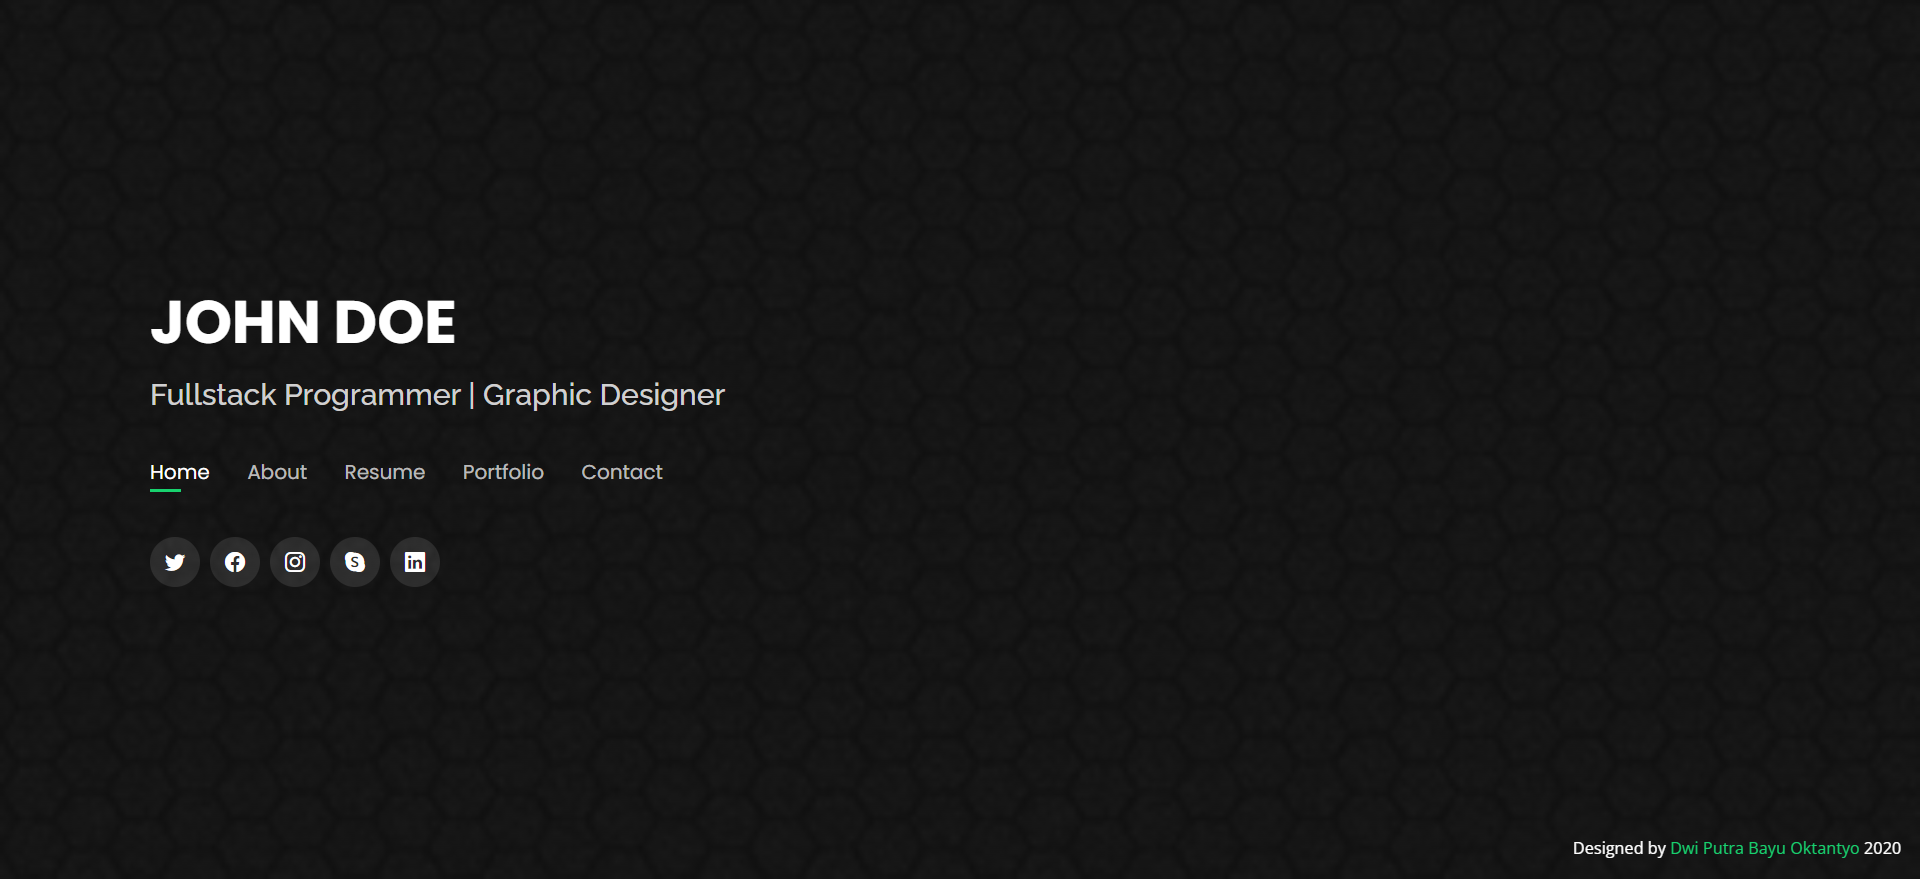 JOHN DOE
Fullstack Programmer | Graphic Designer
Home About Resume Portfolio Contact
Designed by Dwi Putra Bayu Oktantyo 2020